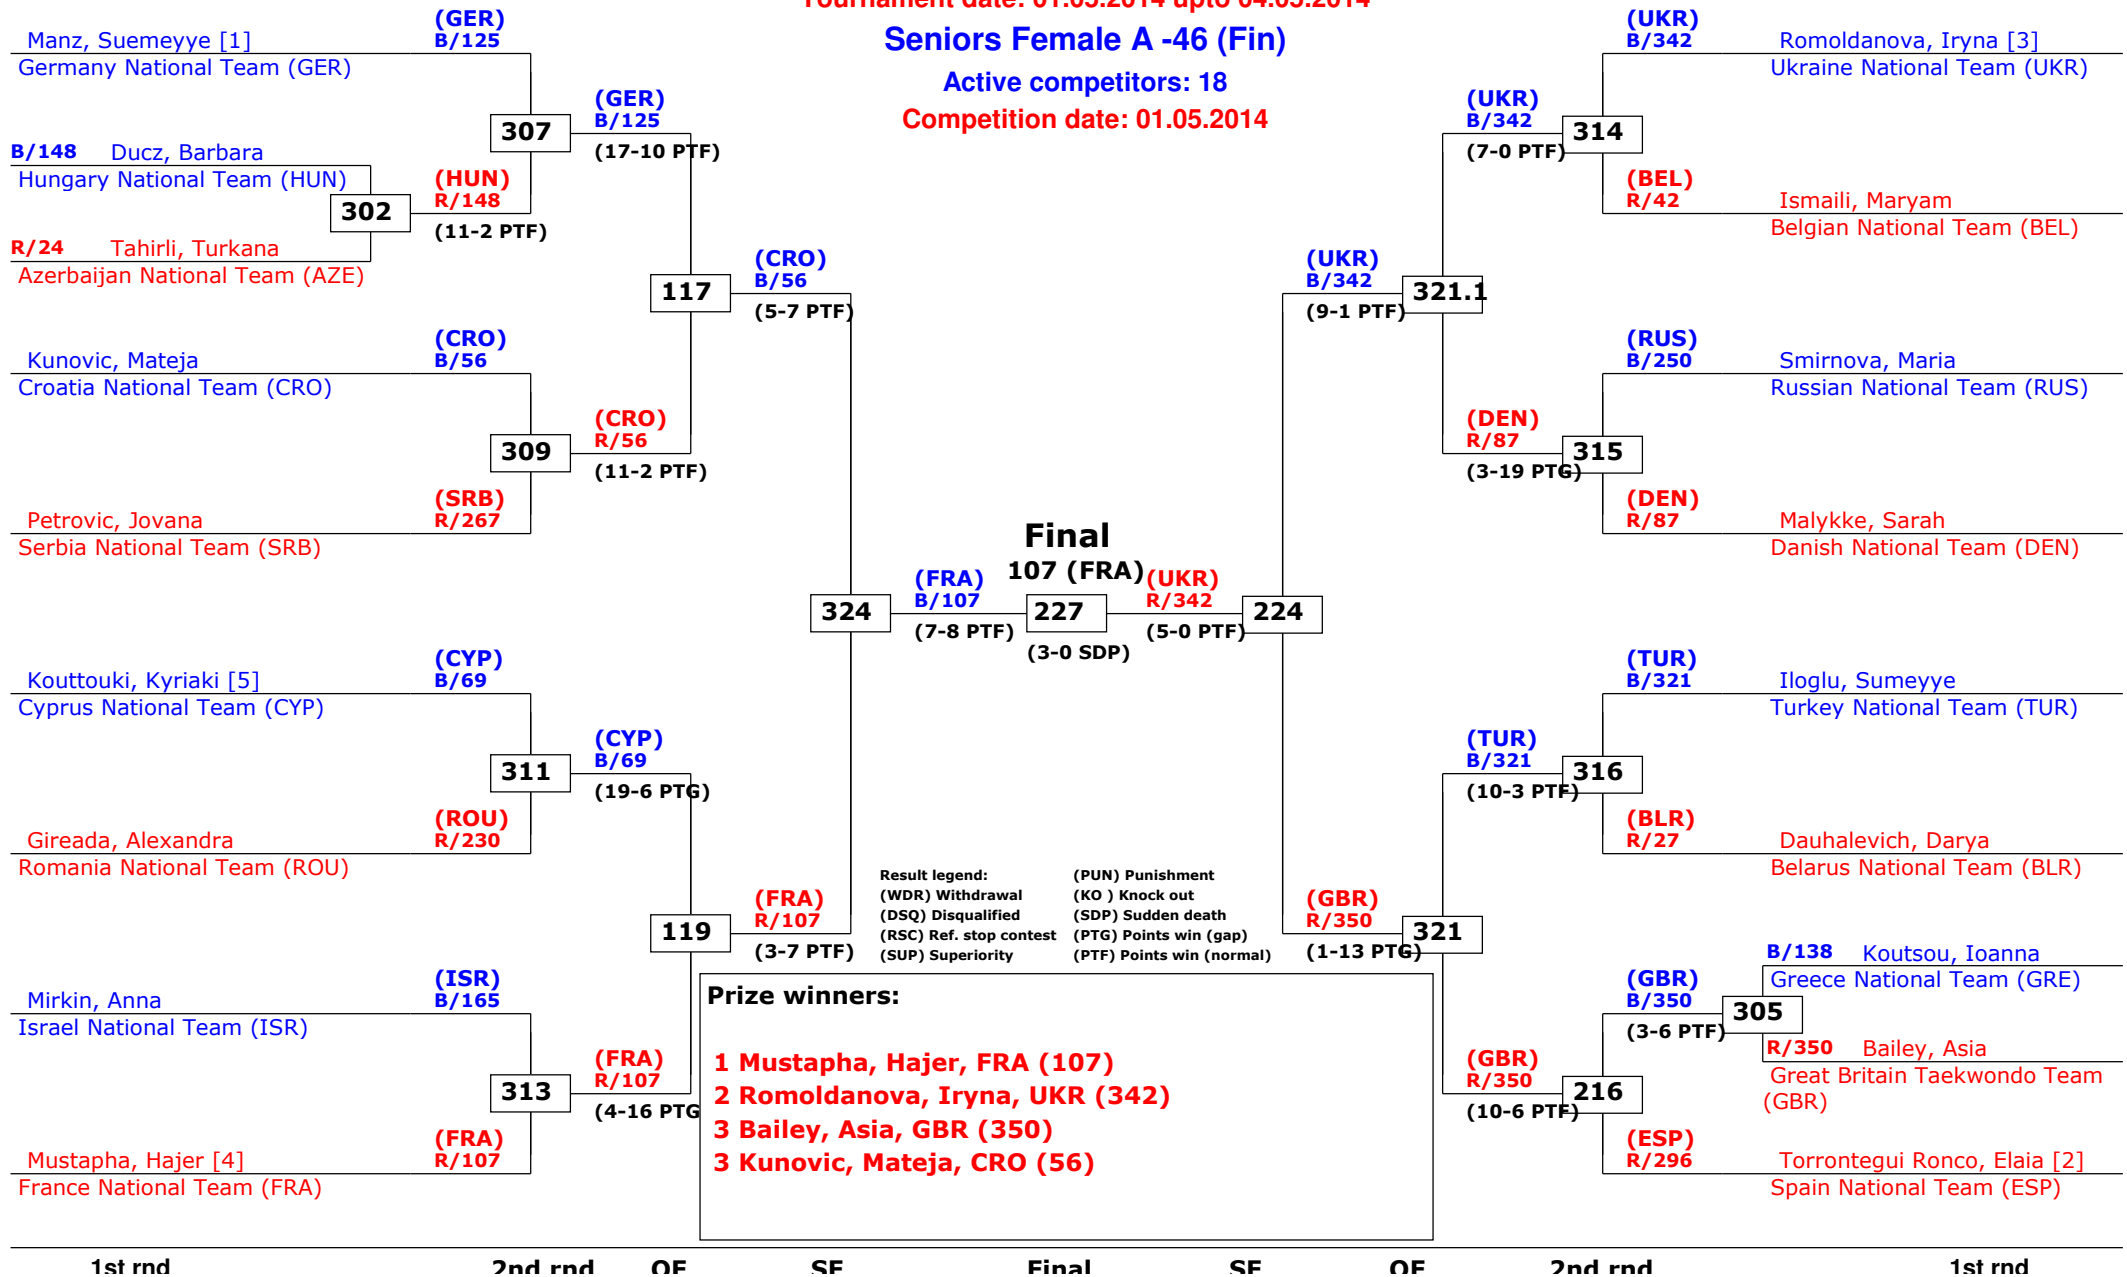 Tournament date: 01.05.2014 upto 04.05.2014
Seniors Female A -46 (Fin)
Active competitors: 18
Competition date: 01.05.2014
Manz, Suemeyye [1]
Germany National Team (GER)
(GER)
B/125
B/148 Ducz, Barbara
Hungary National Team (HUN)
302
R/24 Tahirli, Turkana
Azerbaijan National Team (AZE)
(HUN)
R/148
(11-2 PTF)
307
(GER)
B/125
(17-10 PTF)
Kunovic, Mateja
Croatia National Team (CRO)
(CRO)
B/56
309
Petrovic, Jovana
Serbia National Team (SRB)
(SRB)
R/267
(CRO)
R/56
(11-2 PTF)
117
(CRO)
B/56
(5-7 PTF)
Kouttouki, Kyriaki [5]
Cyprus National Team (CYP)
(CYP)
B/69
311
Gireada, Alexandra
Romania National Team (ROU)
(ROU)
R/230
(CYP)
B/69
(19-6 PTG)
Mirkin, Anna
Israel National Team (ISR)
(ISR)
B/165
313
Mustapha, Hajer [4]
France National Team (FRA)
(FRA)
R/107
(FRA)
R/107
(4-16 PTG
119
(FRA)
R/107
(3-7 PTF)
324
(FRA)
B/107
(7-8 PTF)
Final
107 (FRA)
227
(3-0 SDP)
(UKR)
R/342
(5-0 PTF)
224
(UKR)
B/342
(9-1 PTF)
321.1
(UKR)
B/342
(7-0 PTF)
314
(UKR)
B/342
Romoldanova, Iryna [3]
Ukraine National Team (UKR)
(BEL)
R/42
Ismaili, Maryam
Belgian National Team (BEL)
(DEN)
R/87
(3-19 PTG)
315
(RUS)
B/250
Smirnova, Maria
Russian National Team (RUS)
(DEN)
R/87
Malykke, Sarah
Danish National Team (DEN)
(GBR)
R/350
(1-13 PTG)
321
(TUR)
B/321
(10-3 PTF)
316
(TUR)
B/321
Iloglu, Sumeyye
Turkey National Team (TUR)
(BLR)
R/27
Dauhalevich, Darya
Belarus National Team (BLR)
(GBR)
R/350
(10-6 PTF)
216
(GBR)
B/350
(3-6 PTF)
305
B/138 Koutsou, Ioanna
Greece National Team (GRE)
R/350 Bailey, Asia
Great Britain Taekwondo Team
(GBR)
(ESP)
R/296
Torrontegui Ronco, Elaia [2]
Spain National Team (ESP)
Result legend: (PUN) Punishment
(WDR) Withdrawal (KO ) Knock out
(DSQ) Disqualified (SDP) Sudden death
(RSC) Ref. stop contest (PTG) Points win (gap)
(SUP) Superiority (PTF) Points win (normal)
Prize winners:
1 Mustapha, Hajer, FRA (107)
2 Romoldanova, Iryna, UKR (342)
3 Bailey, Asia, GBR (350)
3 Kunovic, Mateja, CRO (56)
1st rnd 2nd rnd QF SF Final SF QF 2nd rnd 1st rnd